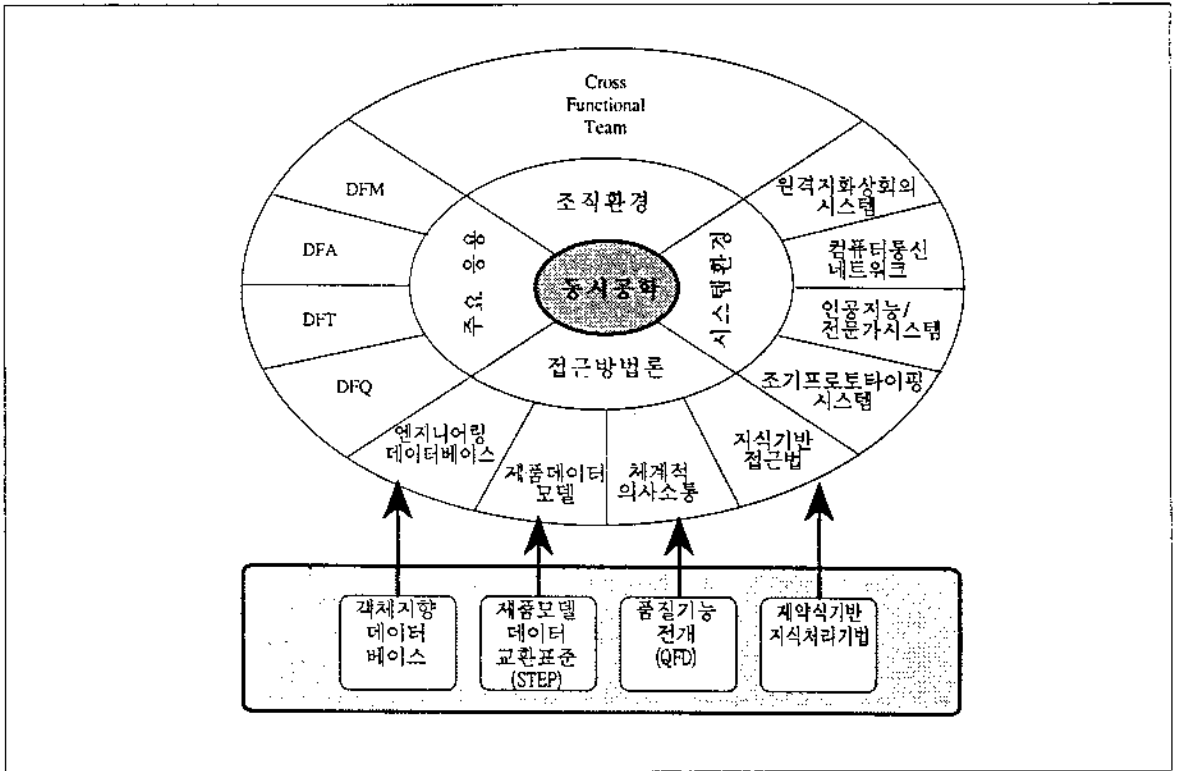 Cross
Functional
Team
DFM
DFA
DFT
DFQ
조직환경
주요 응용
동시공학
시스템환경
접근방법론
원격지화상회의
시스템
컴퓨터통신
네트워크
인공지능/
전문가시스템
조기프로토타이핑
시스템
엔지니어링
데이터베이스
제품데이터
모델
체계적
의사소통
지식기반
접근법
객체지향
데이터
베이스
제품모델
데이터
교환표준
(STEP)
품질기능
전개
(QFD)
제약식기반
지식처리기법